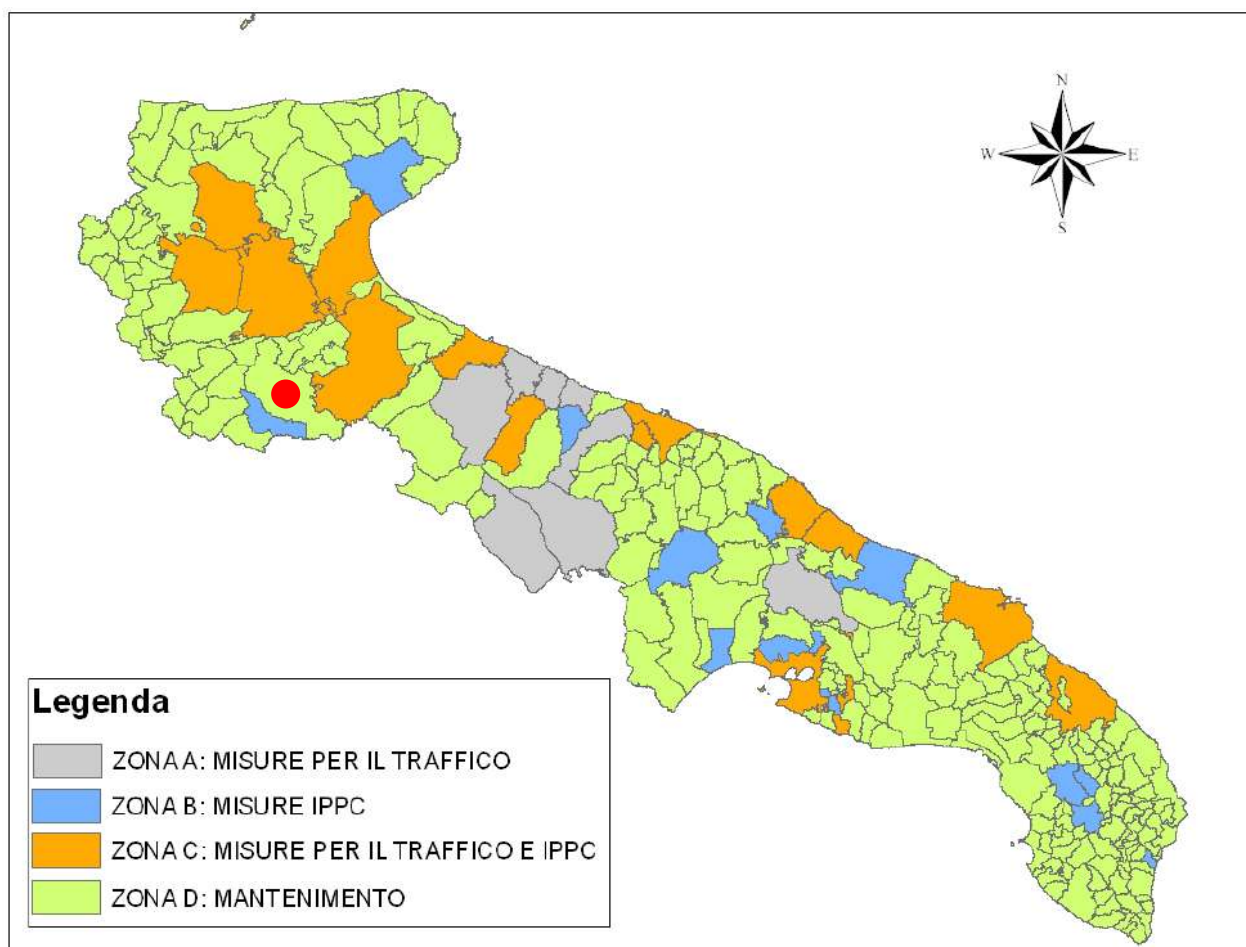 N
W E
S
Legenda
ZONA A: MISURE PER IL TRAFFICO
ZONA B: MISURE IPPC
ZONA C: MISURE PER IL TRAFFICO E IPPC
ZONA D: MANTENIMENTO